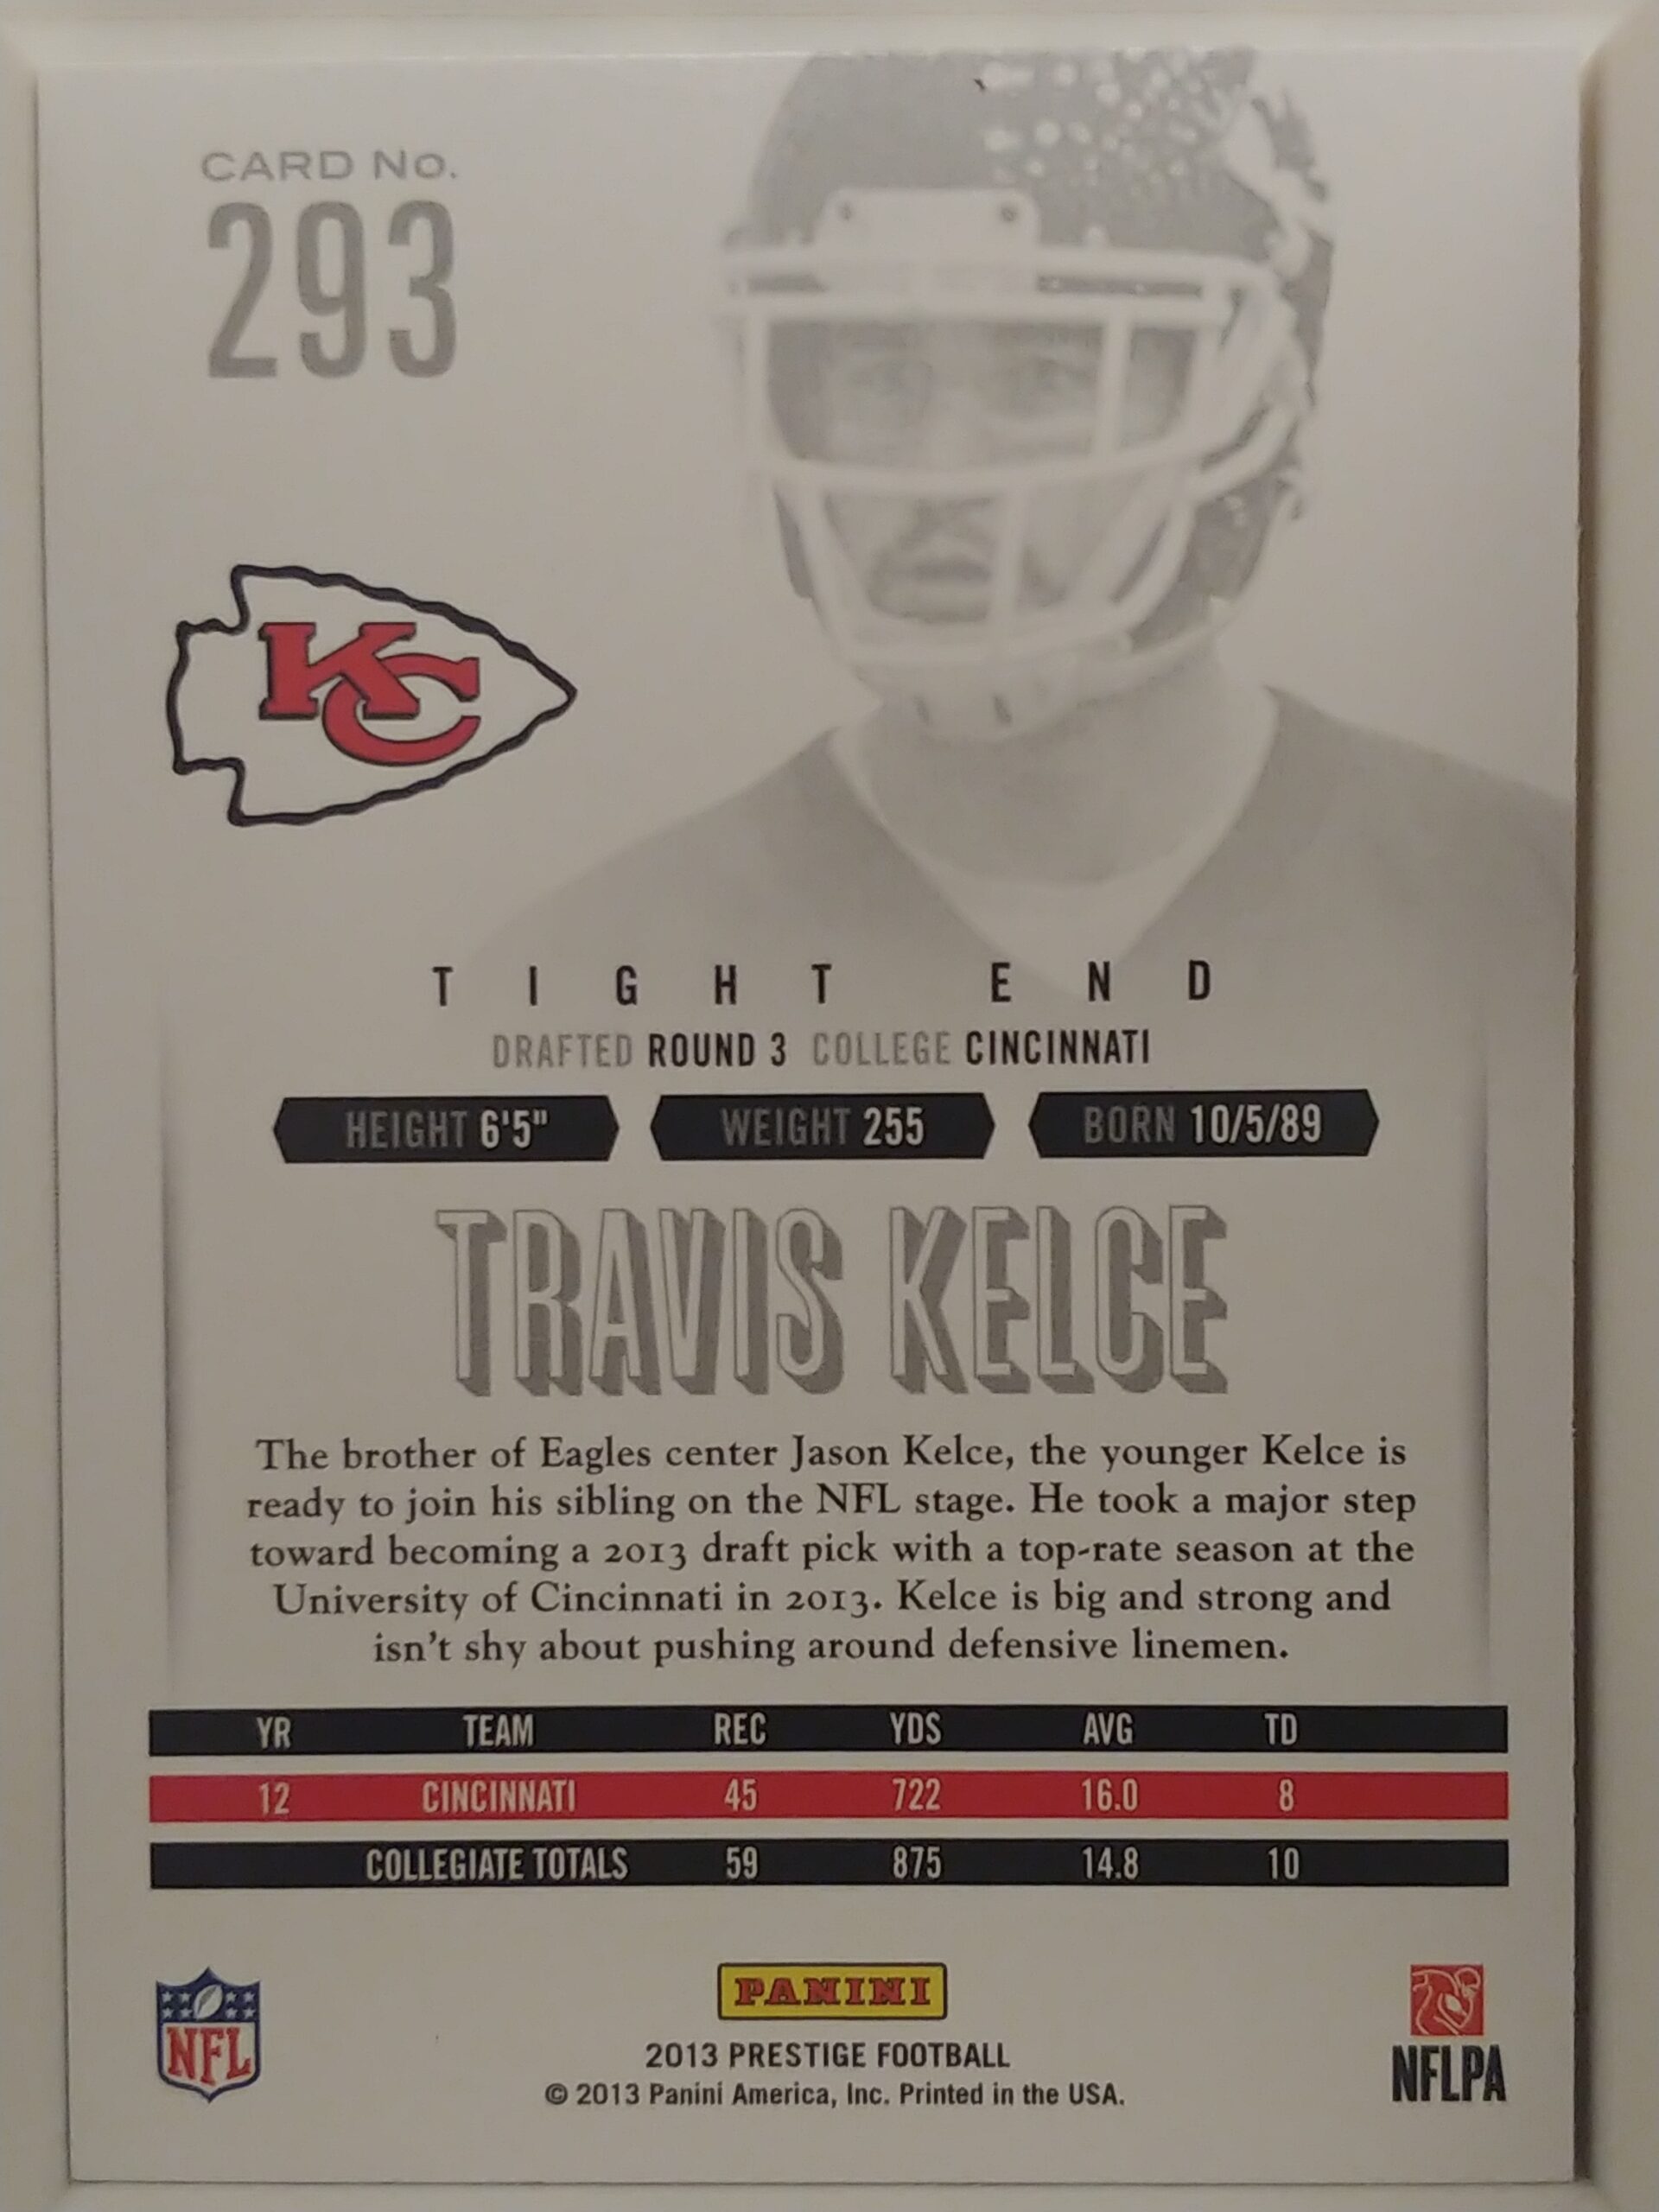 CARD No.
293
KC
TIGHT END
DRAFTED ROUND 3 COLLEGE CINCINNATI
HEIGHT 6'5" WEIGHT 255 BORN 10/5/89
TRAVIS KELCE
The brother of Eagles center Jason Kelce, the younger Kelce is
ready to join his sibling on the NFL stage. He took a major step
toward becoming a 2013 draft pick with a top-rate season at the
University of Cincinnati in 2013. Kelce is big and strong and
isn't shy about pushing around defensive linemen.
YR TEAM REC YDS AVG TD
12 CINCINNATI 45 722 16.0 8
COLLEGIATE TOTALS 59 875 14.8 10
NFL
PANINI
2013 PRESTIGE FOOTBALL
© 2013 Panini America, Inc. Printed in the USA.
NFLPA